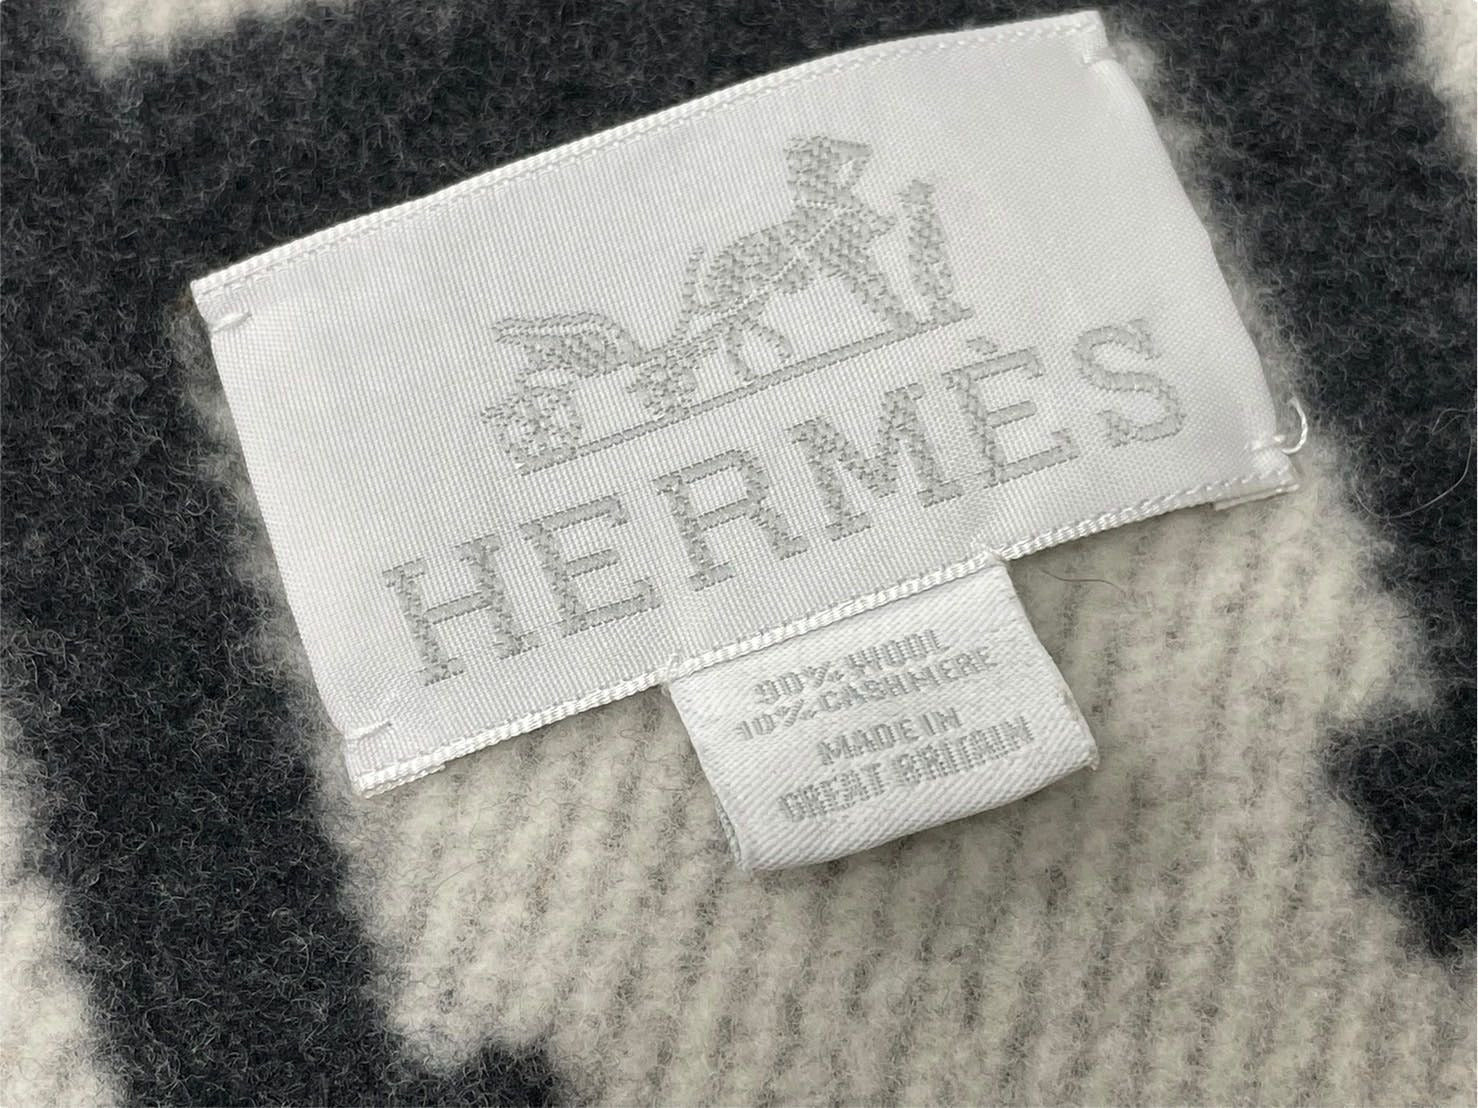 HERMÈS
90% WOOL
10% CASHMERE
MADE IN
GREAT BRITAIN